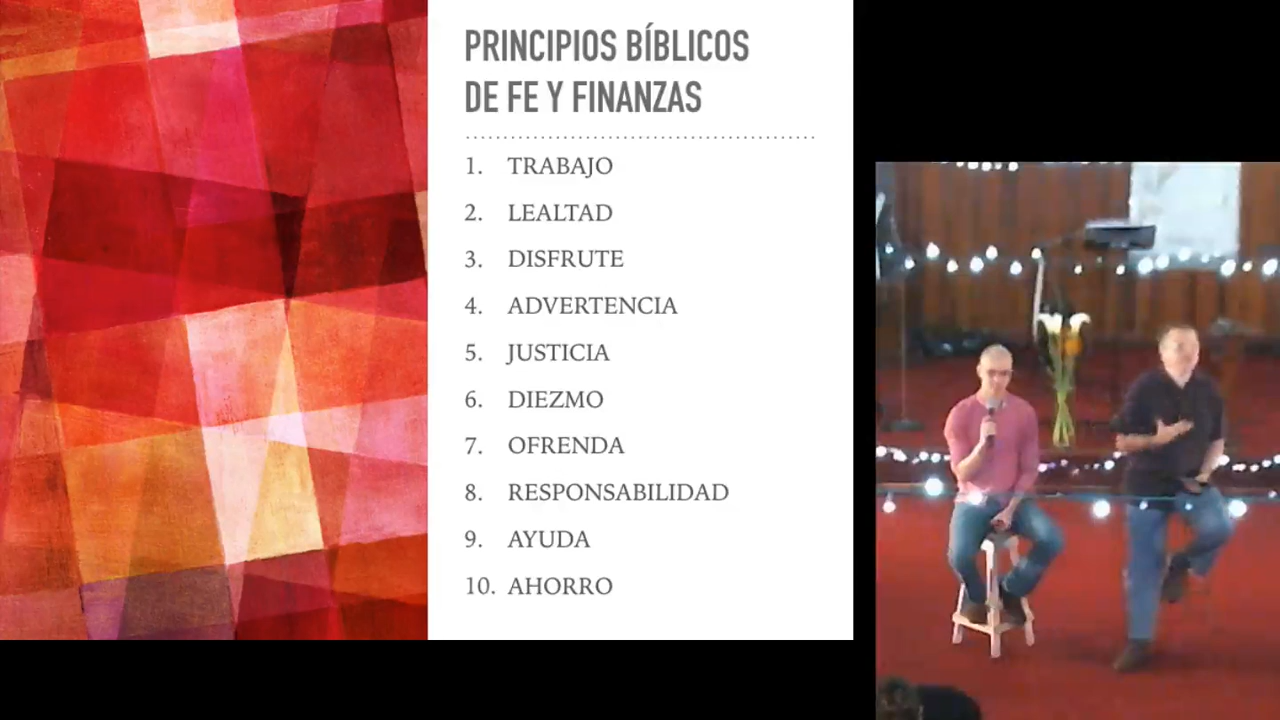 PRINCIPIOS BÍBLICOS
DE FE Y FINANZAS
1. TRABAJO
2. LEALTAD
3. DISFRUTE
4. ADVERTENCIA
5. JUSTICIA
6. DIEZMO
7. OFRENDA
8. RESPONSABILIDAD
9. AYUDA
10. AHORRO